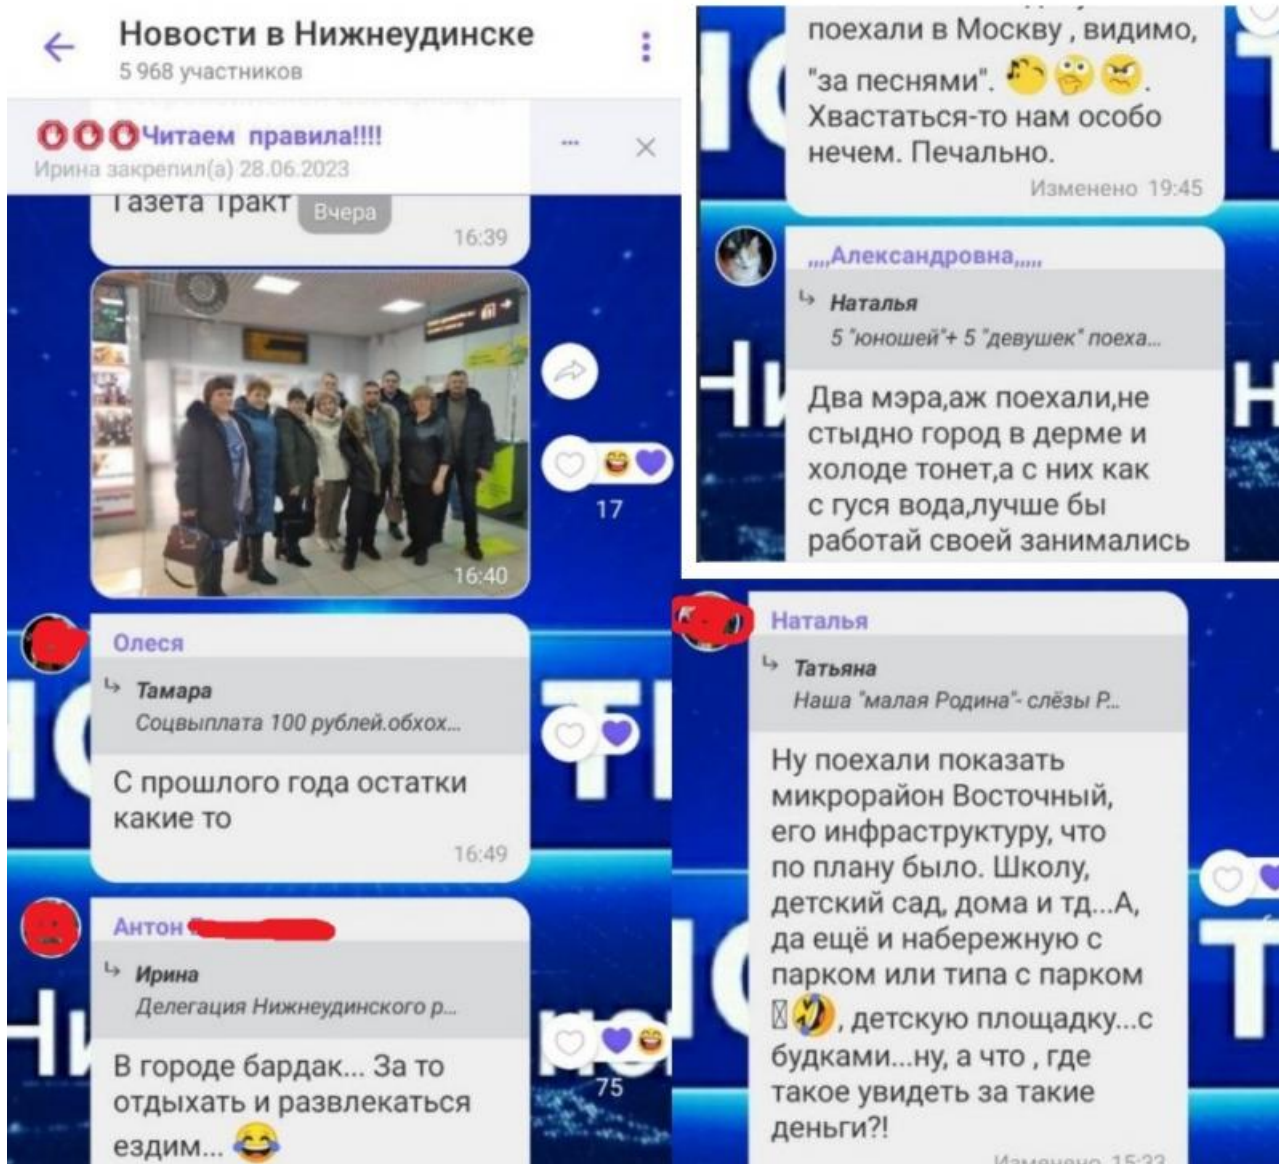 Новости в Нижнеудинске
5 968 участников
Читаем правила!!!!
Ирина закрепил(а) 28.06.2023
Газета Тракт
Вчера
16:39
17
16:40
Олеся
Тамара
Соцвыплата 100 рублей.обхох...
С прошлого года остатки
какие то
16:49
Антон
Ирина
Делегация Нижнеудинского р...
В городе бардак... За то
отдыхать и развлекаться
ездим... 😂
75
поехали в Москву , видимо,
"за песнями".
Хвастаться-то нам особо
нечем. Печально.
Изменено 19:45
,,,,Александровна,,,,,
Наталья
5 "юношей"+ 5 "девушек" поеха...
Два мэра,аж поехали,не
стыдно город в дерме и
холоде тонет,а с них как
с гуся вода,лучше бы
работай своей занимались
Наталья
Татьяна
Наша "малая Родина"- слёзы Р...
Ну поехали показать
микрорайон Восточный,
его инфраструктуру, что
по плану было. Школу,
детский сад, дома и тд...А,
да ещё и набережную с
парком или типа с парком
🤣, детскую площадку...с
будками...ну, а что , где
такое увидеть за такие
деньги?!
Изменено 15:23